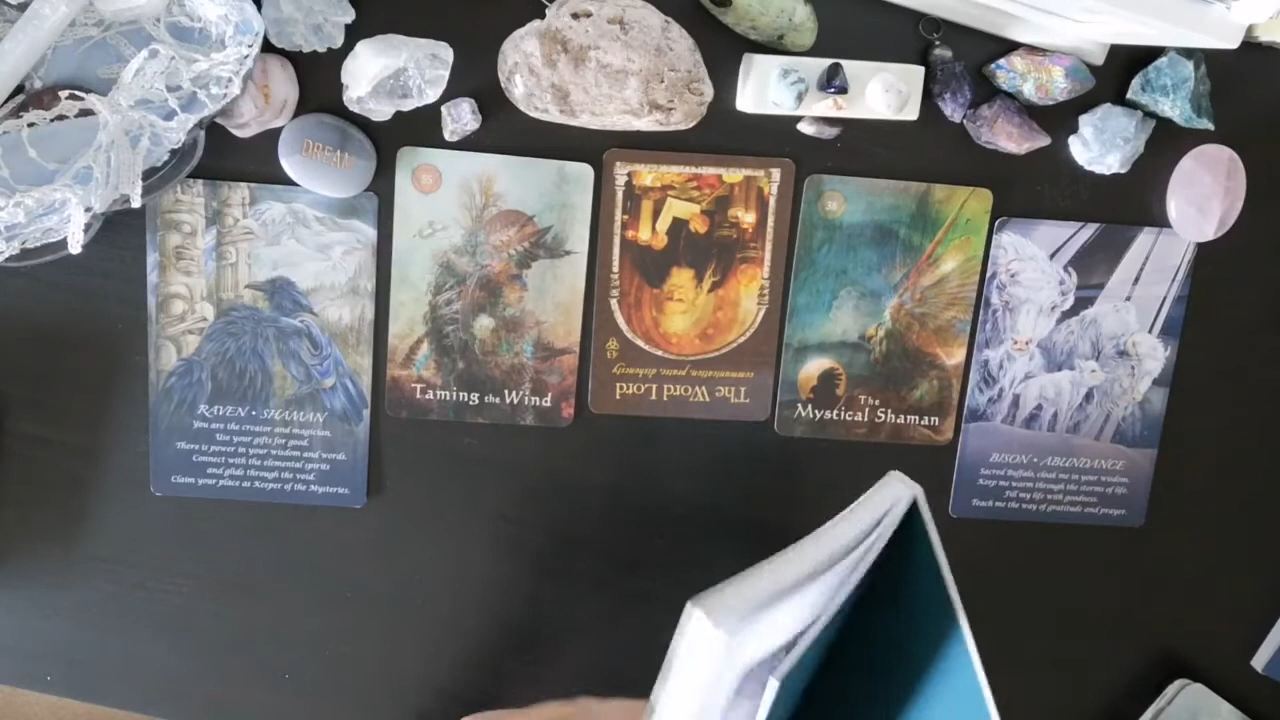 DREAM
RAVEN • SHAMAN
You are the creator and magician.
Use your gifts for good.
There is power in your wisdom and words.
Connect with the elemental spirits
and glide through the void.
Claim your place as Keeper of the Mysteries.
55
Taming the Wind
The Word Lord
communication, prater, dishonesty
43
38
The
Mystical Shaman
BISON • ABUNDANCE
Sacred Buffalo, cloak me in your wisdom.
Keep me warm through the storms of life.
Fill my life with goodness.
Teach me the way of gratitude and prayer.